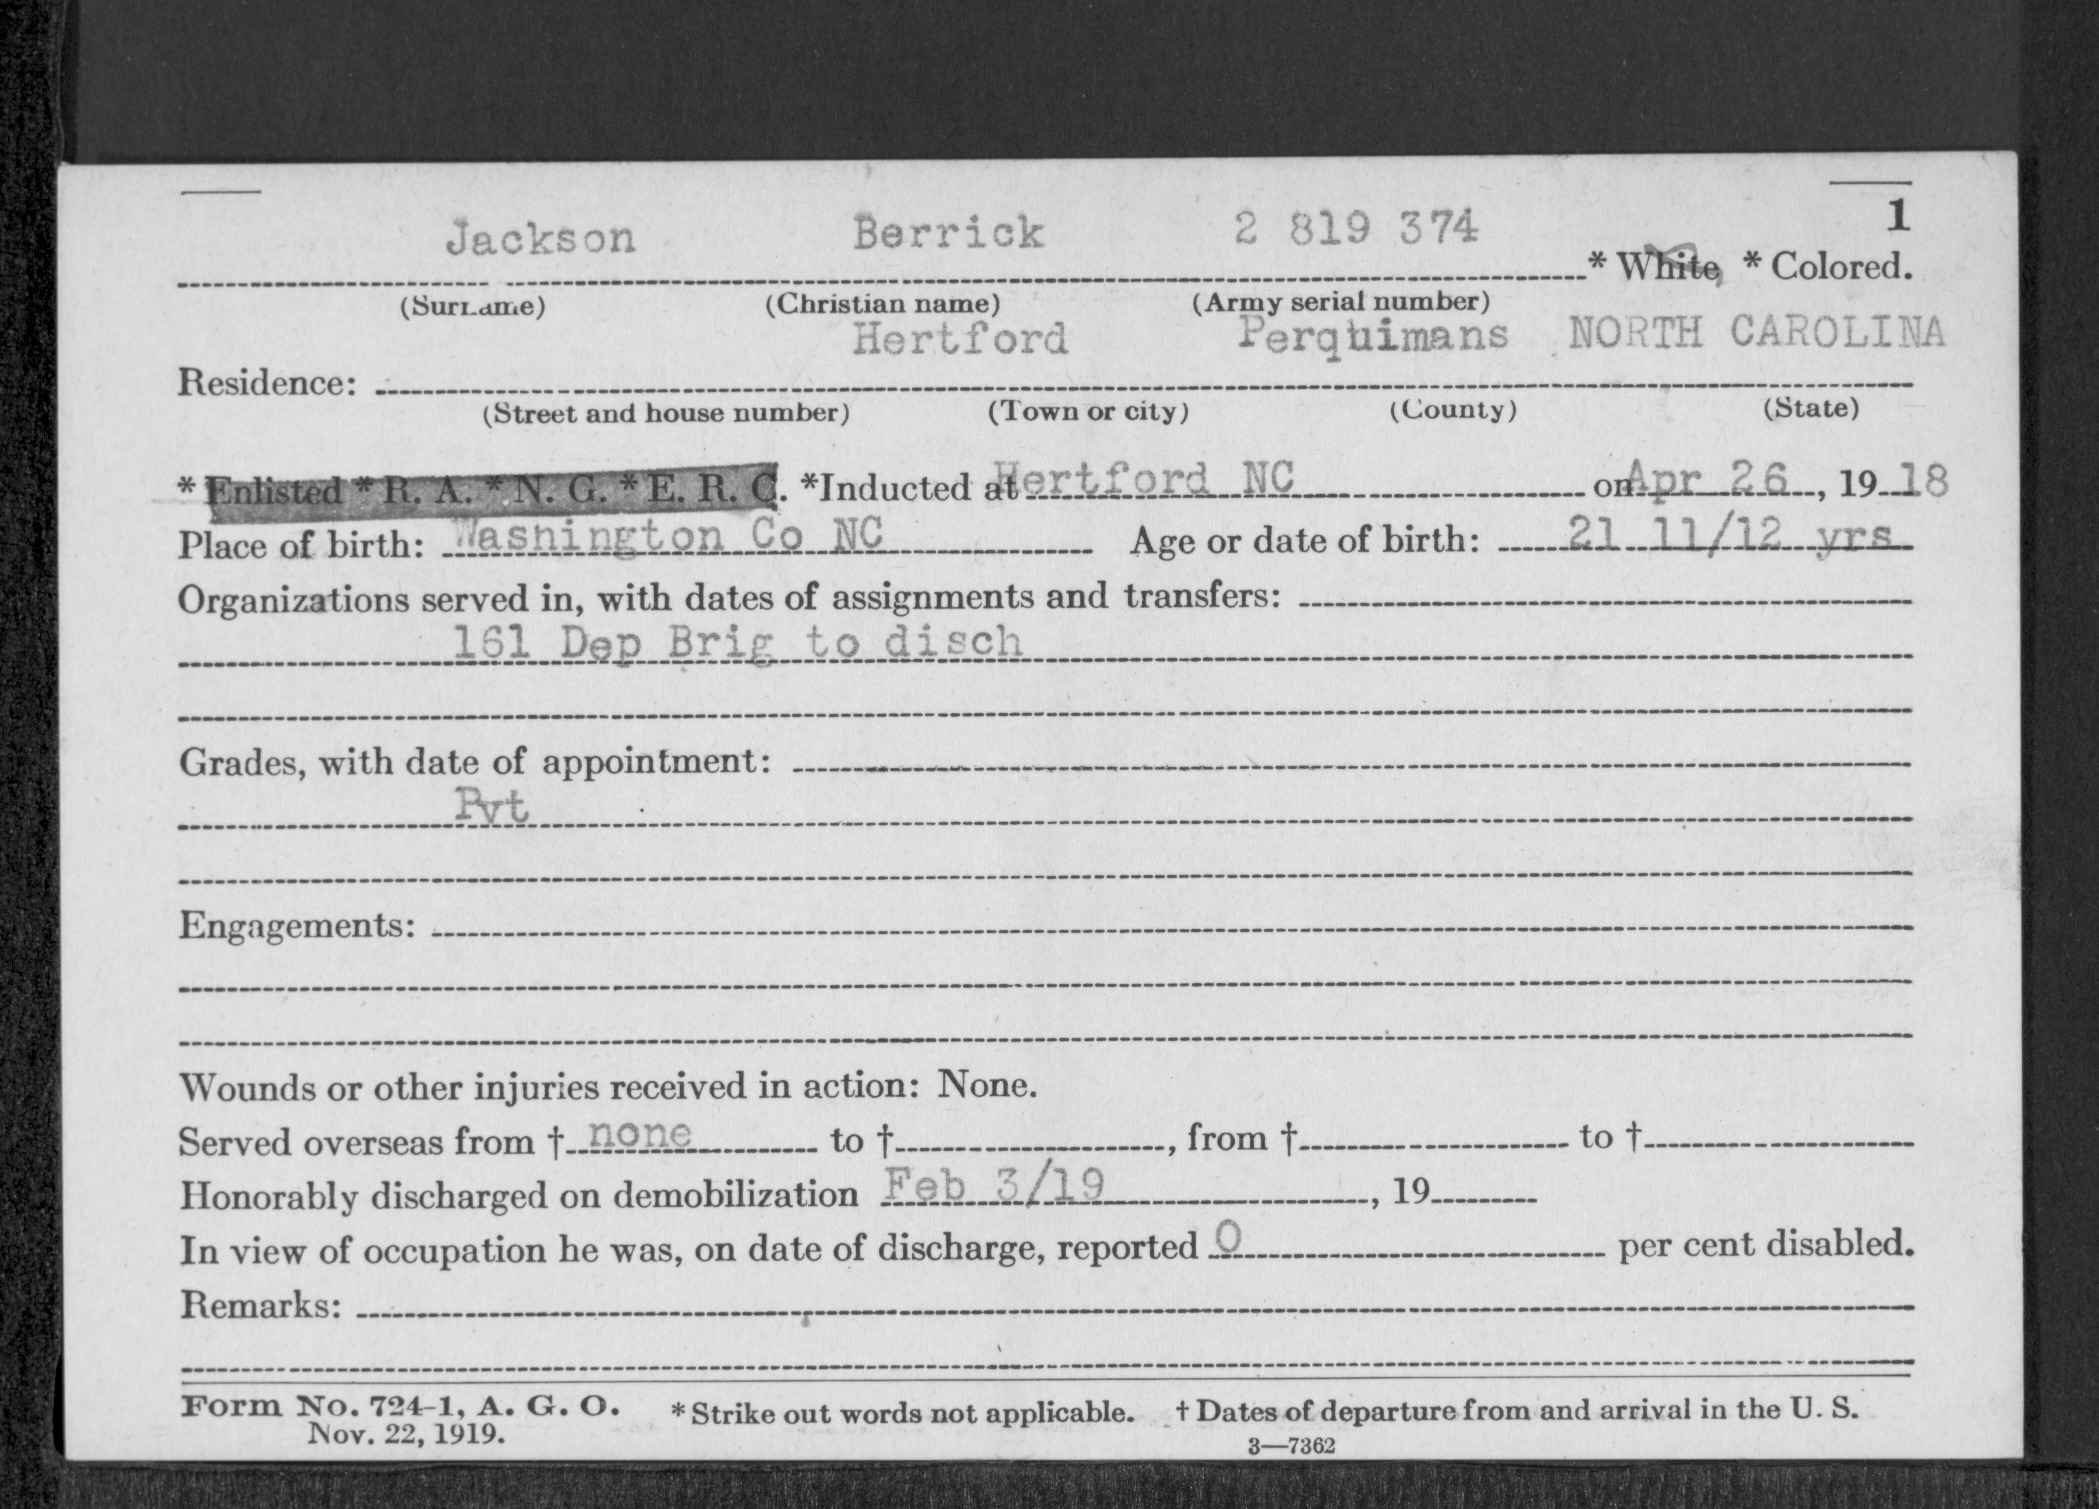 1
Jackson Berrick 2 819 374 * White, * Colored.
(Surname) (Christian name) (Army serial number)
Hertford Perquimans NORTH CAROLINA
Residence:
(Street and house number) (Town or city) (County) (State)
* Enlisted * R. A. * N. G. * E. R. C. *Inducted at Hertford NC on Apr 26, 1918
Place of birth: Washington Co NC Age or date of birth: 21 11/12 yrs
Organizations served in, with dates of assignments and transfers:
161 Dep Brig to disch
Grades, with date of appointment:
Pvt
Engagements:
Wounds or other injuries received in action: None.
Served overseas from † none to †, from † to †
Honorably discharged on demobilization Feb 3/19, 19
In view of occupation he was, on date of discharge, reported 0 per cent disabled.
Remarks:
Form No. 724-1, A. G. O. * Strike out words not applicable. † Dates of departure from and arrival in the U. S.
Nov. 22, 1919. 3—7362